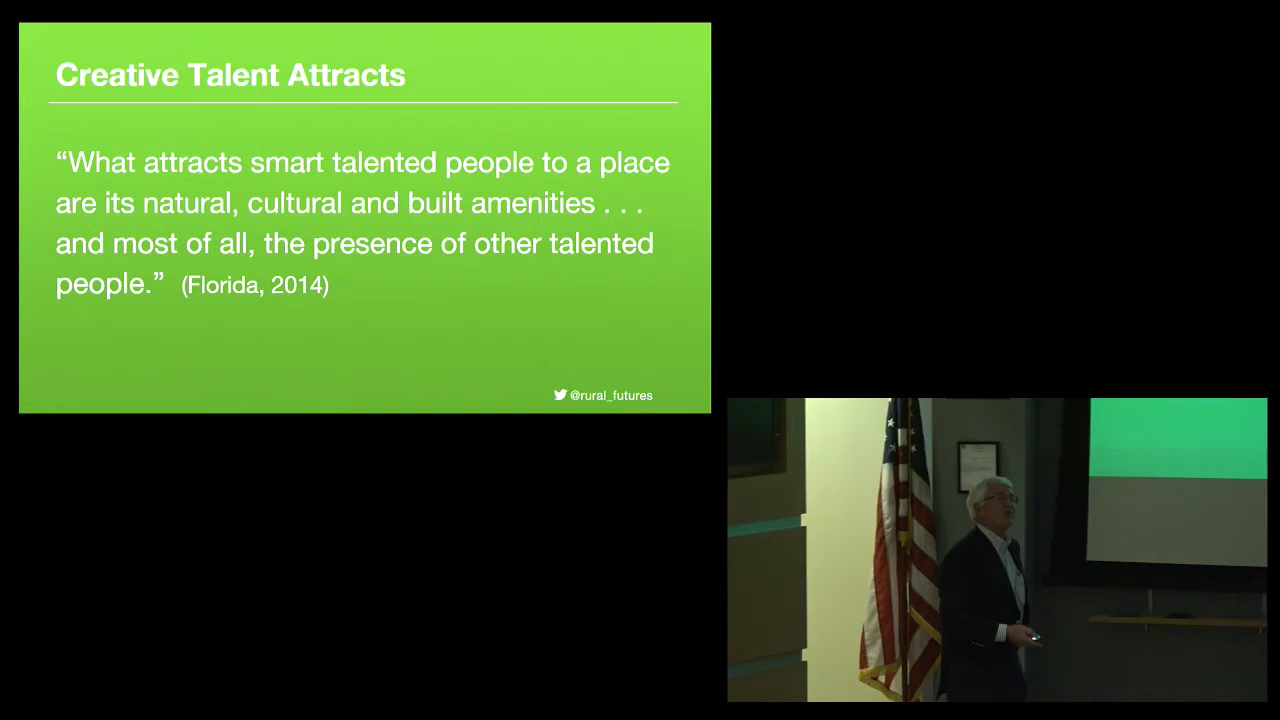 Creative Talent Attracts
“What attracts smart talented people to a place
are its natural, cultural and built amenities . . .
and most of all, the presence of other talented
people.” (Florida, 2014)
@rural_futures